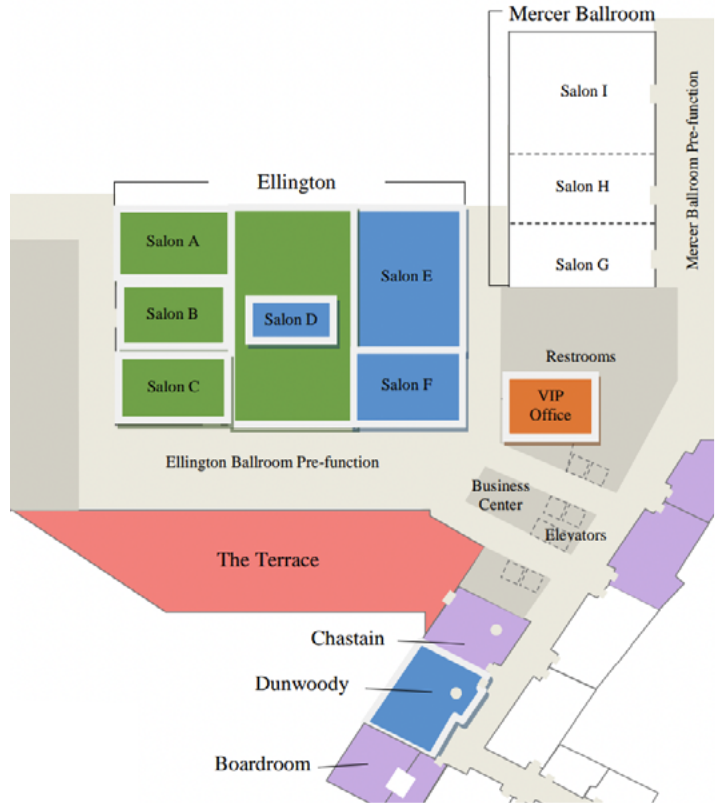 Mercer Ballroom
Salon I
Salon H
Salon G
Mercer Ballroom Pre-function
Ellington
Salon A
Salon B
Salon C
Salon D
Salon E
Salon F
Restrooms
VIP
Office
Ellington Ballroom Pre-function
Business
Center
Elevators
The Terrace
Chastain
Dunwoody
Boardroom